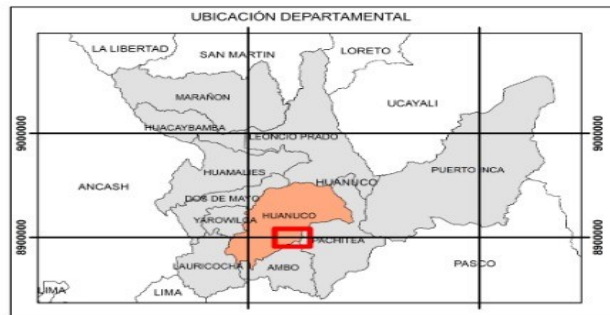 UBICACIÓN DEPARTAMENTAL
LA LIBERTAD
SAN MARTIN
LORETO
MARAÑON
UCAYALI
HUACAYBAMBA
LEONCIO PRADO
9000000
9000000
HUAMALIES
PUERTO INCA
ANCASH
HUANUCO
DOS DE MAYO
YAROWILCA
HUANUCO
8900000
PACHITEA
8900000
LAURICOCHA
AMBO
PASCO
LIMA
LIMA